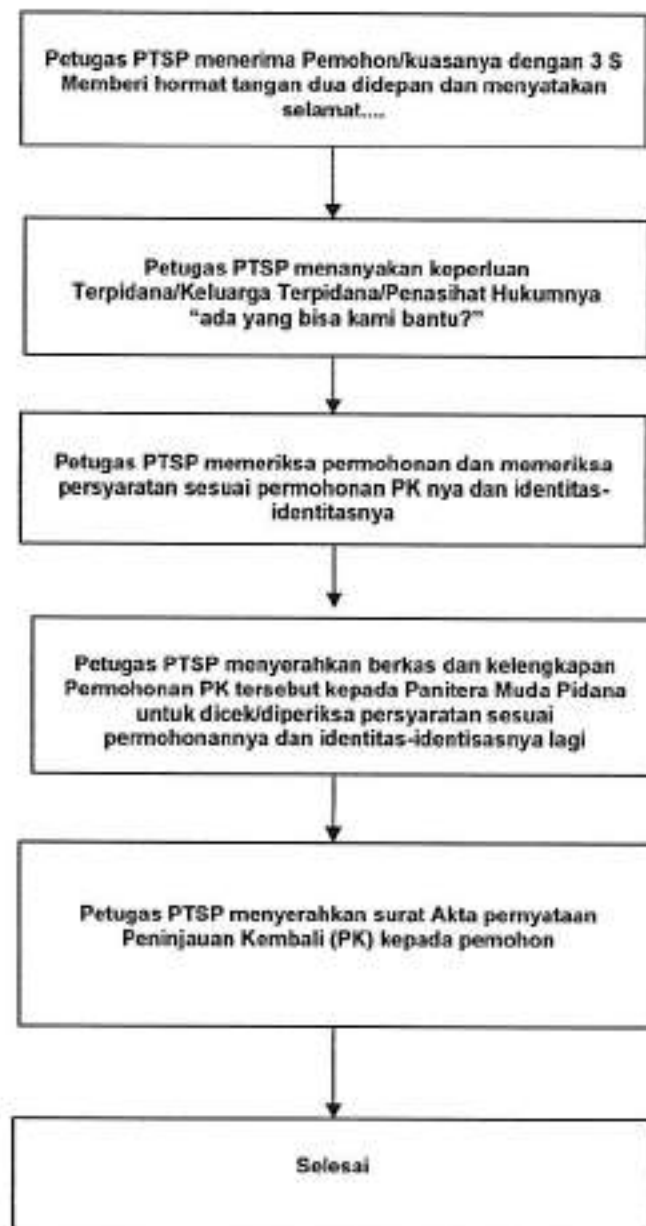 Petugas PTSP menerima Pemohon/kuasanya dengan 3 S
Memberi hormat tangan dua didepan dan menyatakan
selamat....
Petugas PTSP menanyakan keperluan
Terpidana/Keluarga Terpidana/Penasihat Hukumnya
"ada yang bisa kami bantu?"
Petugas PTSP memeriksa permohonan dan memeriksa
persyaratan sesuai permohonan PK nya dan identitas-
identitasnya
Petugas PTSP menyerahkan berkas dan kelengkapan
Permohonan PK tersebut kepada Panitera Muda Pidana
untuk dicek/diperiksa persyaratan sesuai
permohonannya dan identitas-identisasnya lagi
Petugas PTSP menyerahkan surat Akta pernyataan
Peninjauan Kembali (PK) kepada pemohon
Selesai